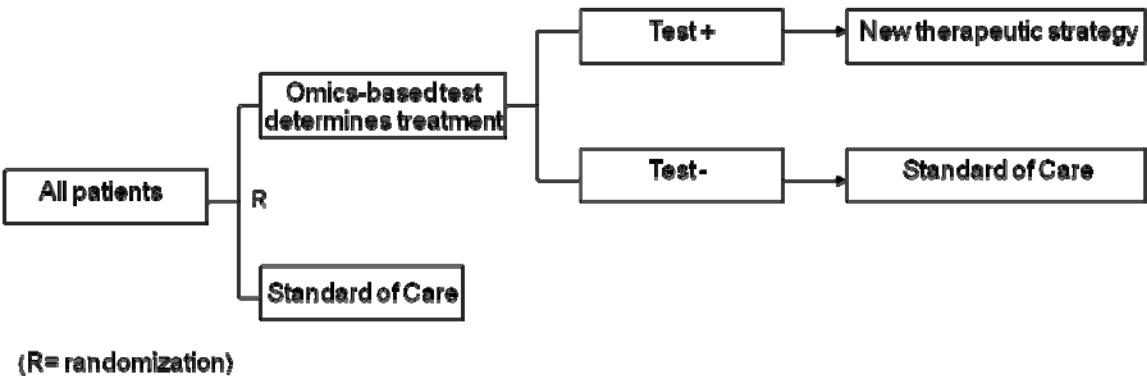 Test +
New therapeutic strategy
Omics-based test
determines treatment
Test -
Standard of Care
All patients
R
Standard of Care
(R= randomization)